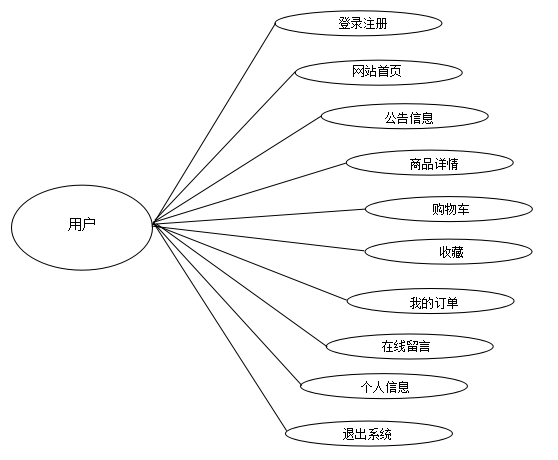 登录注册
网站首页
公告信息
商品详情
用户
购物车
收藏
我的订单
在线留言
个人信息
退出系统